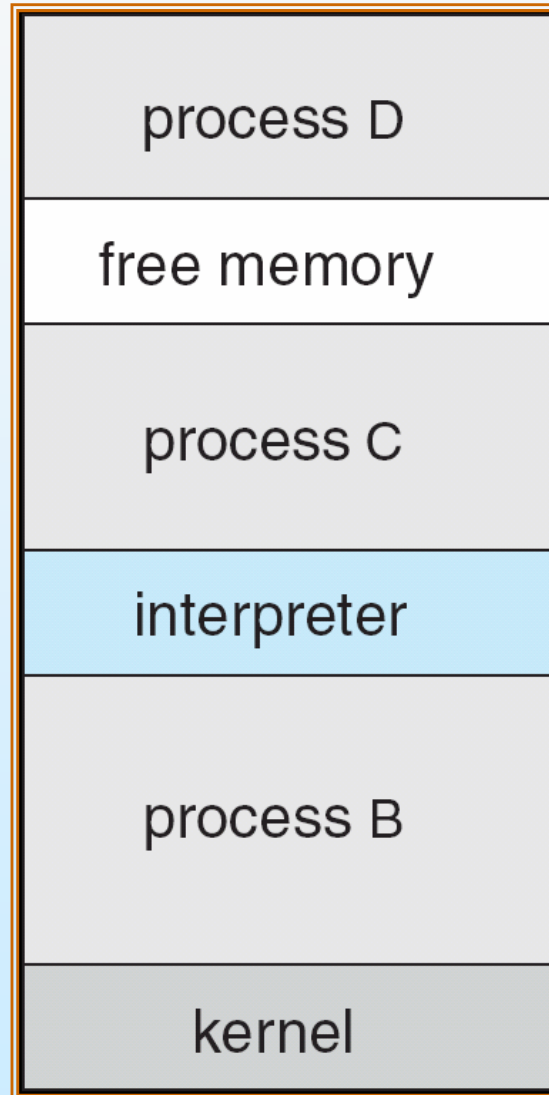 process D
free memory
process C
interpreter
process B
kernel